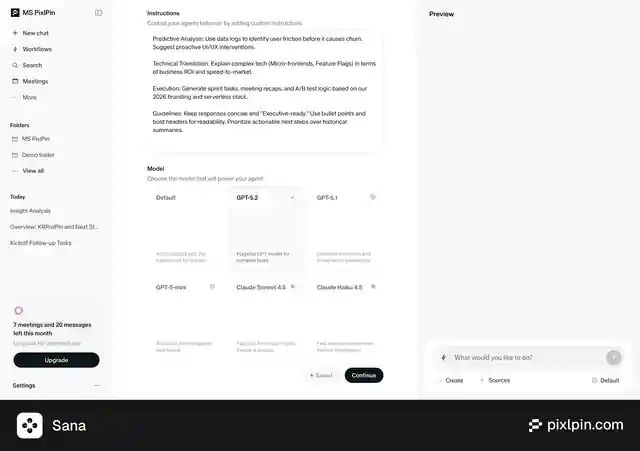 MS PixlPin
New chat
Workflows
Search
Meetings
More
Folders
MS PixlPin
Demo folder
View all
Today
Insight Analysis
Overview: KRPixlPin and Next St...
Kickoff Follow-up Tasks
7 meetings and 20 messages
left this month
Upgrade for unlimited use
Upgrade
Settings
Instructions
Control your agents behavior by adding custom instructions
Predictive Analysis: Use data logs to identify user friction before it causes churn.
Suggest proactive UI/UX interventions.
Technical Translation: Explain complex tech (Micro-frontends, Feature Flags) in terms
of business ROI and speed-to-market.
Execution: Generate sprint tasks, meeting recaps, and A/B test logic based on our
2026 branding and serverless stack.
Guidelines: Keep responses concise and "Executive-ready." Use bullet points and
bold headers for readability. Prioritize actionable next steps over historical
summaries.
Model
Choose the model that will power your agent
Default
GPT-5.2
GPT-5.1
Flagship GPT model for
complex tasks
GPT-5-mini
Claude Sonnet 4.5
Claude Haiku 4.5
Saved
Continue
Preview
What would you like to do?
Create
Sources
Default
Sana
pixlpin.com